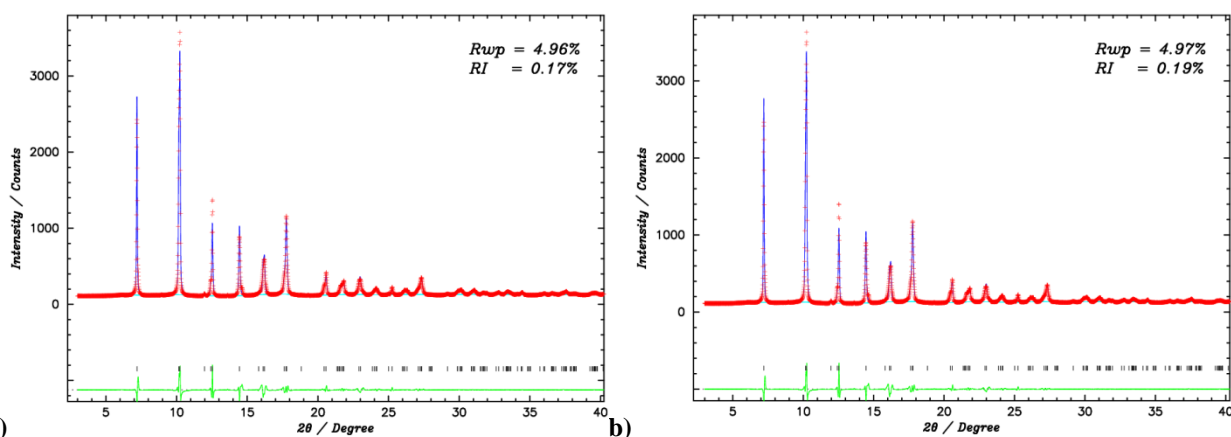 Rwp = 4.96%
RI = 0.17%
Intensity / Counts
3000
2000
1000
0
5 10 15 20 25 30 35 40
2θ / Degree
)
Rwp = 4.97%
RI = 0.19%
Intensity / Counts
3000
2000
1000
0
5 10 15 20 25 30 35 40
2θ / Degree
b)